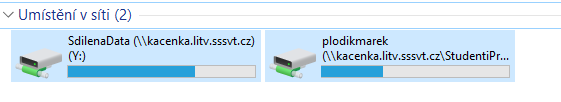 Umístění v síti (2)
SdilenaData (\\kacenka.litv.sssvt.cz)
(Y:)
plodikmarek
(\\kacenka.litv.sssvt.cz\StudentiPr...